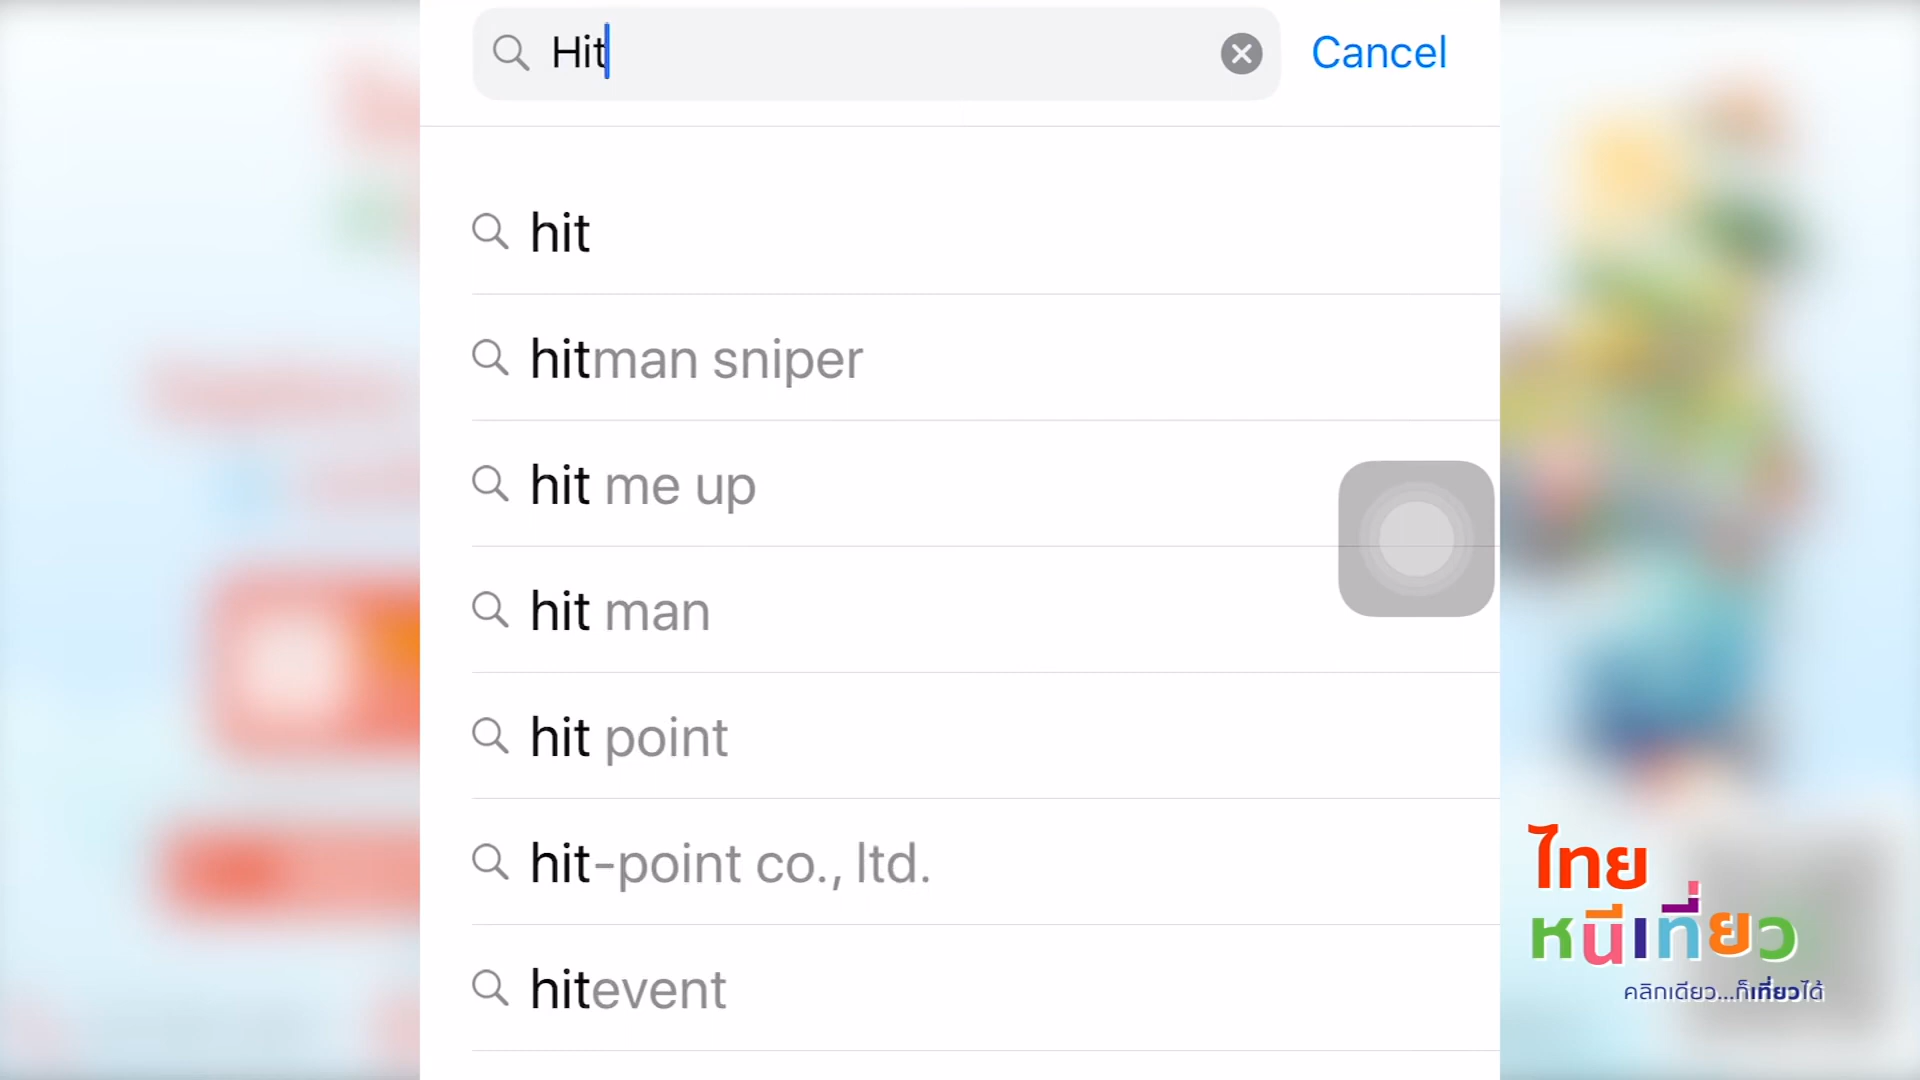 Hit
Cancel
hit
hitman sniper
hit me up
hit man
hit point
hit-point co., ltd.
hitevent
ไทย
หนีเที่ยว
คลิกเดียว...ก็เที่ยวได้